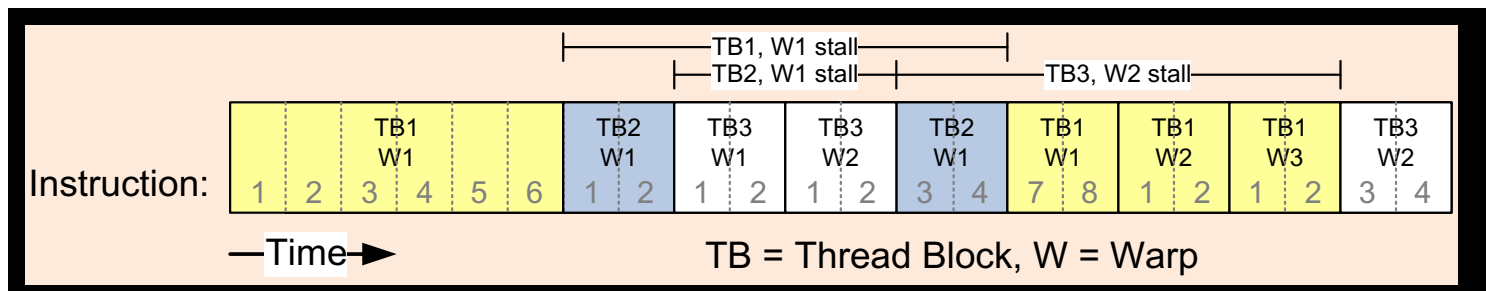 TB1, W1 stall
TB2, W1 stall
TB3, W2 stall
TB1 TB2 TB3 TB3 TB2 TB1 TB1 TB1 TB3
W1 W1 W1 W2 W1 W1 W2 W3 W2
Instruction: 1 2 3 4 5 6 1 2 1 2 1 2 3 4 7 8 1 2 1 2 3 4
Time
TB = Thread Block, W = Warp